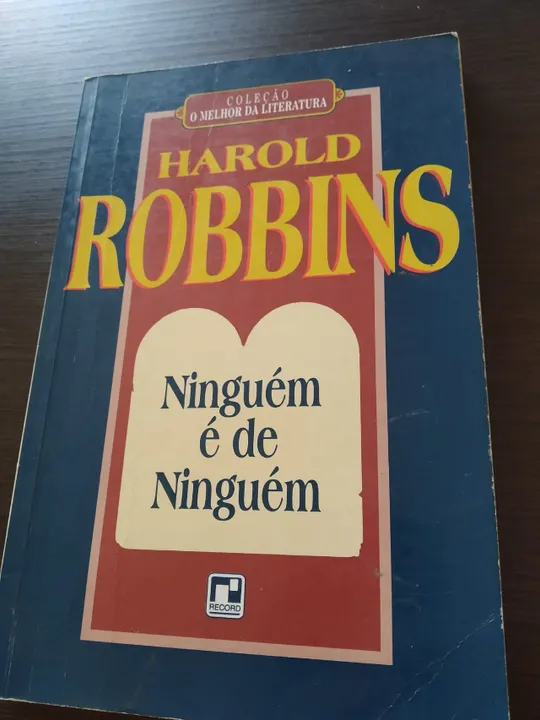 COLEÇÃO
O MELHOR DA LITERATURA
HAROLD
ROBBINS
Ninguém
é de
Ninguém
RECORD